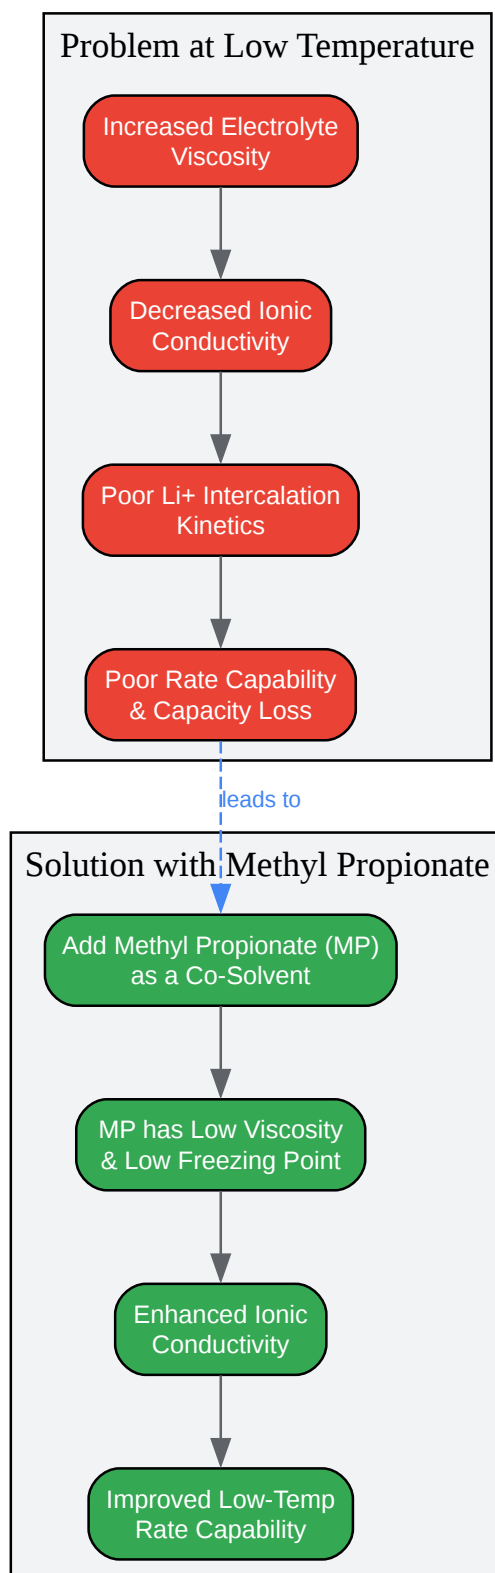 Problem at Low Temperature
Increased Electrolyte
Viscosity
Decreased Ionic
Conductivity
Poor Li+ Intercalation
Kinetics
Poor Rate Capability
& Capacity Loss
leads to
Solution with Methyl Propionate
Add Methyl Propionate (MP)
as a Co-Solvent
MP has Low Viscosity
& Low Freezing Point
Enhanced Ionic
Conductivity
Improved Low-Temp
Rate Capability